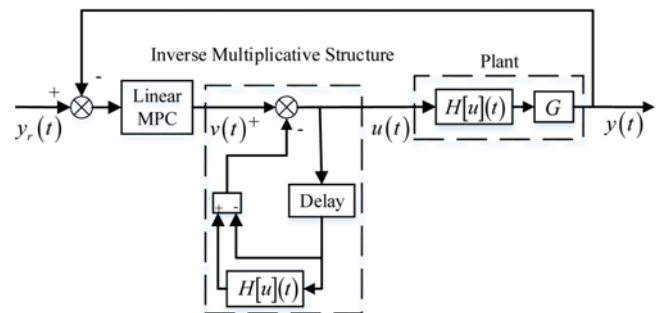 Inverse Multiplicative Structure
Plant
+
-
Linear
MPC
y_r(t)
v(t)
+
-
u(t)
H[u](t)
G
y(t)
+
-
Delay
H[u](t)